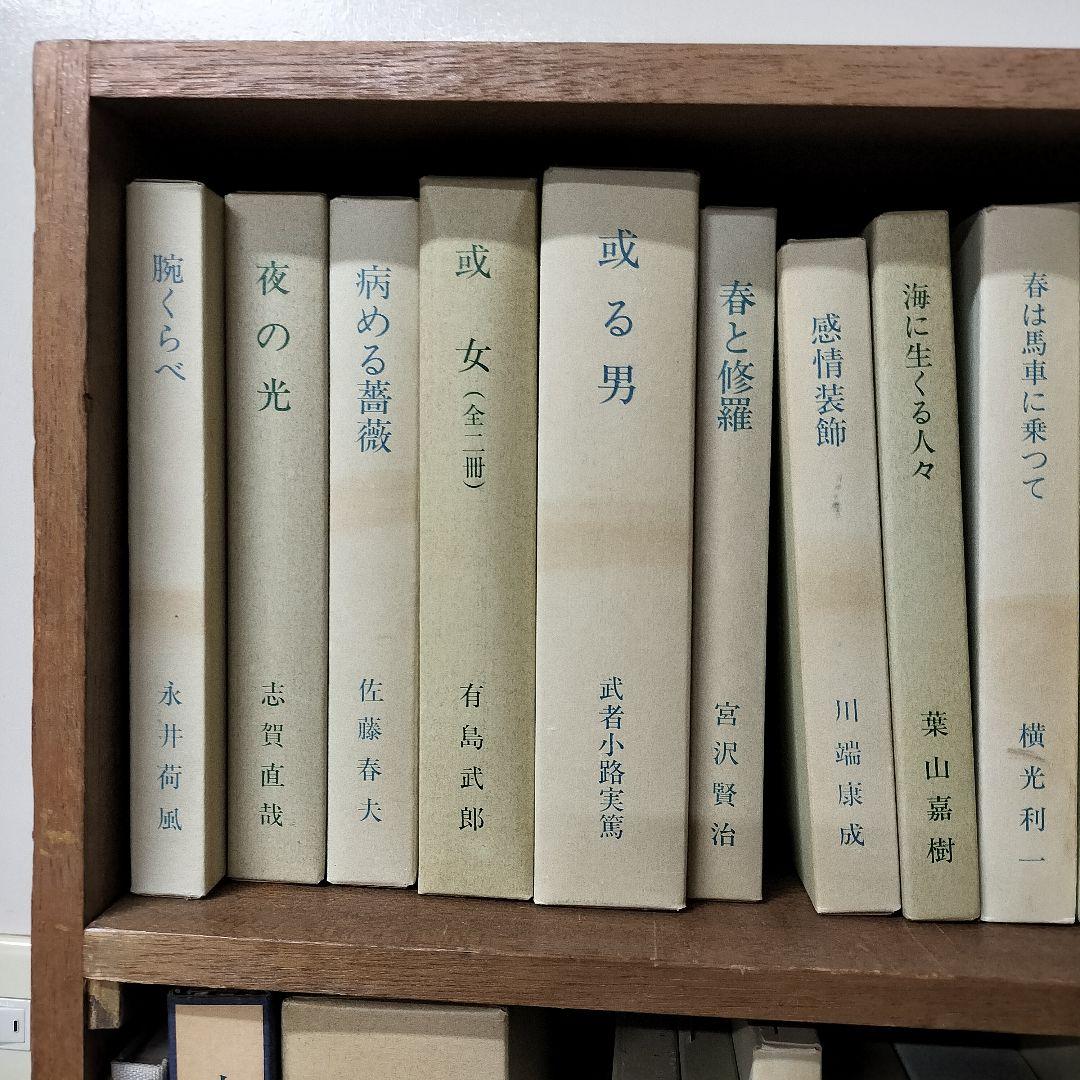 腕くらべ
永井荷風
夜の光
志賀直哉
病める薔薇
佐藤春夫
或女(全二冊)
有島武郎
或る男
武者小路実篤
春と修羅
宮沢賢治
感情装飾
川端康成
海に生くる人々
葉山嘉樹
春は馬車に乗つて
横光利一